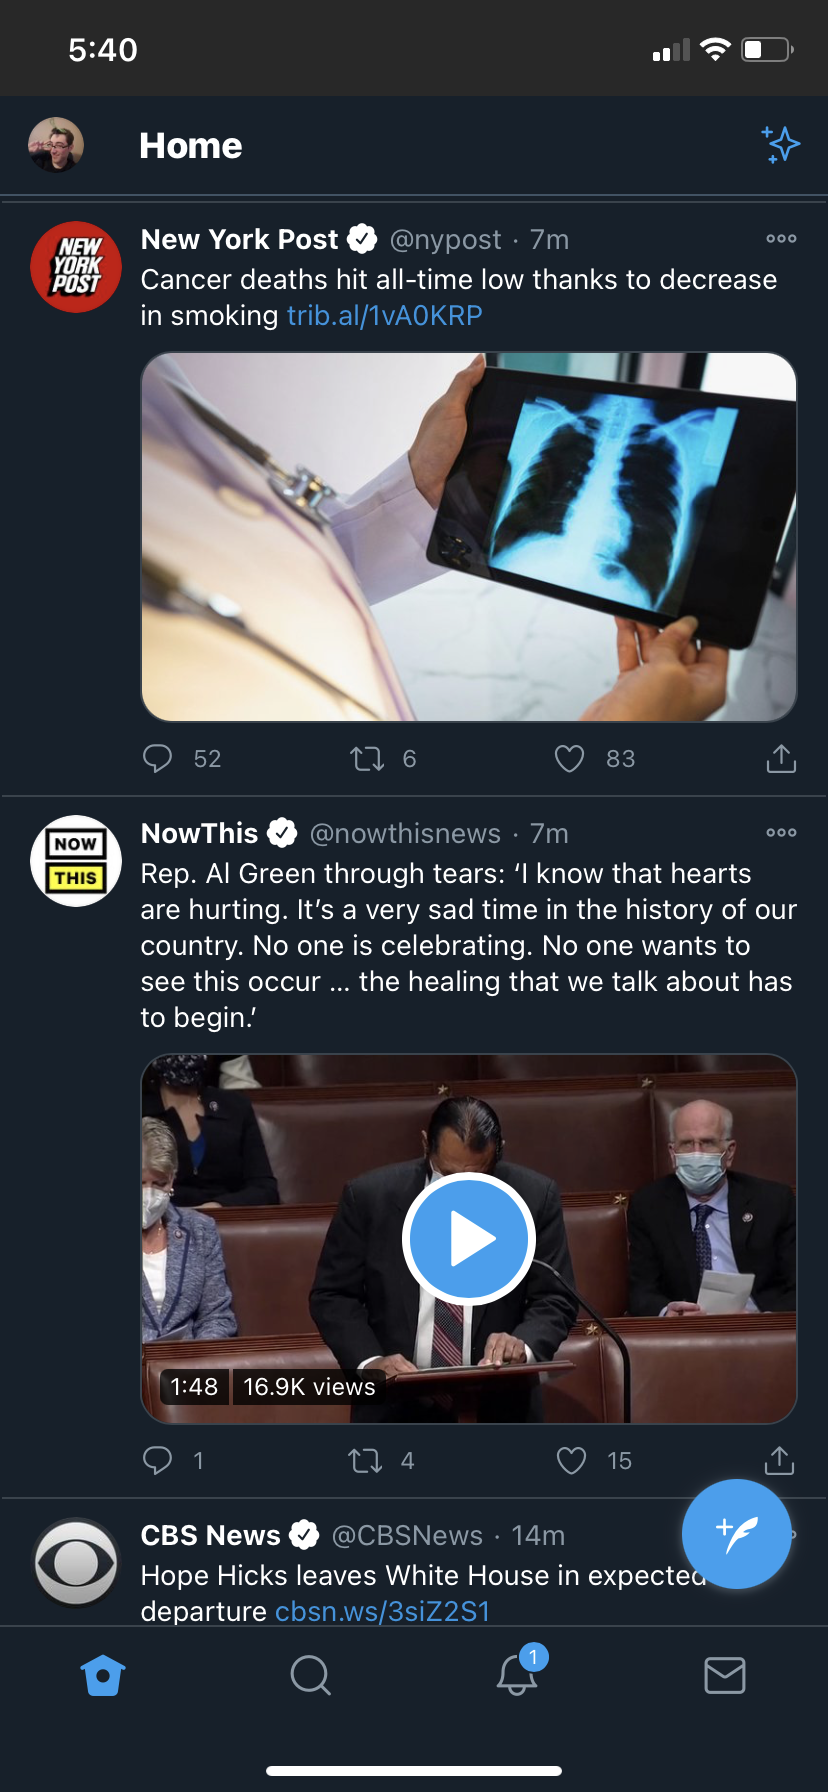 5:40
Home
New York Post @nypost · 7m
NEW
YORK
POST
Cancer deaths hit all-time low thanks to decrease
in smoking trib.al/1vA0KRP
52 6 83
NowThis @nowthisnews · 7m
NOW
THIS
Rep. Al Green through tears: ‘I know that hearts
are hurting. It’s a very sad time in the history of our
country. No one is celebrating. No one wants to
see this occur ... the healing that we talk about has
to begin.’
1:48 16.9K views
1 4 15
CBS News @CBSNews · 14m
Hope Hicks leaves White House in expected
departure cbsn.ws/3siZ2S1
1